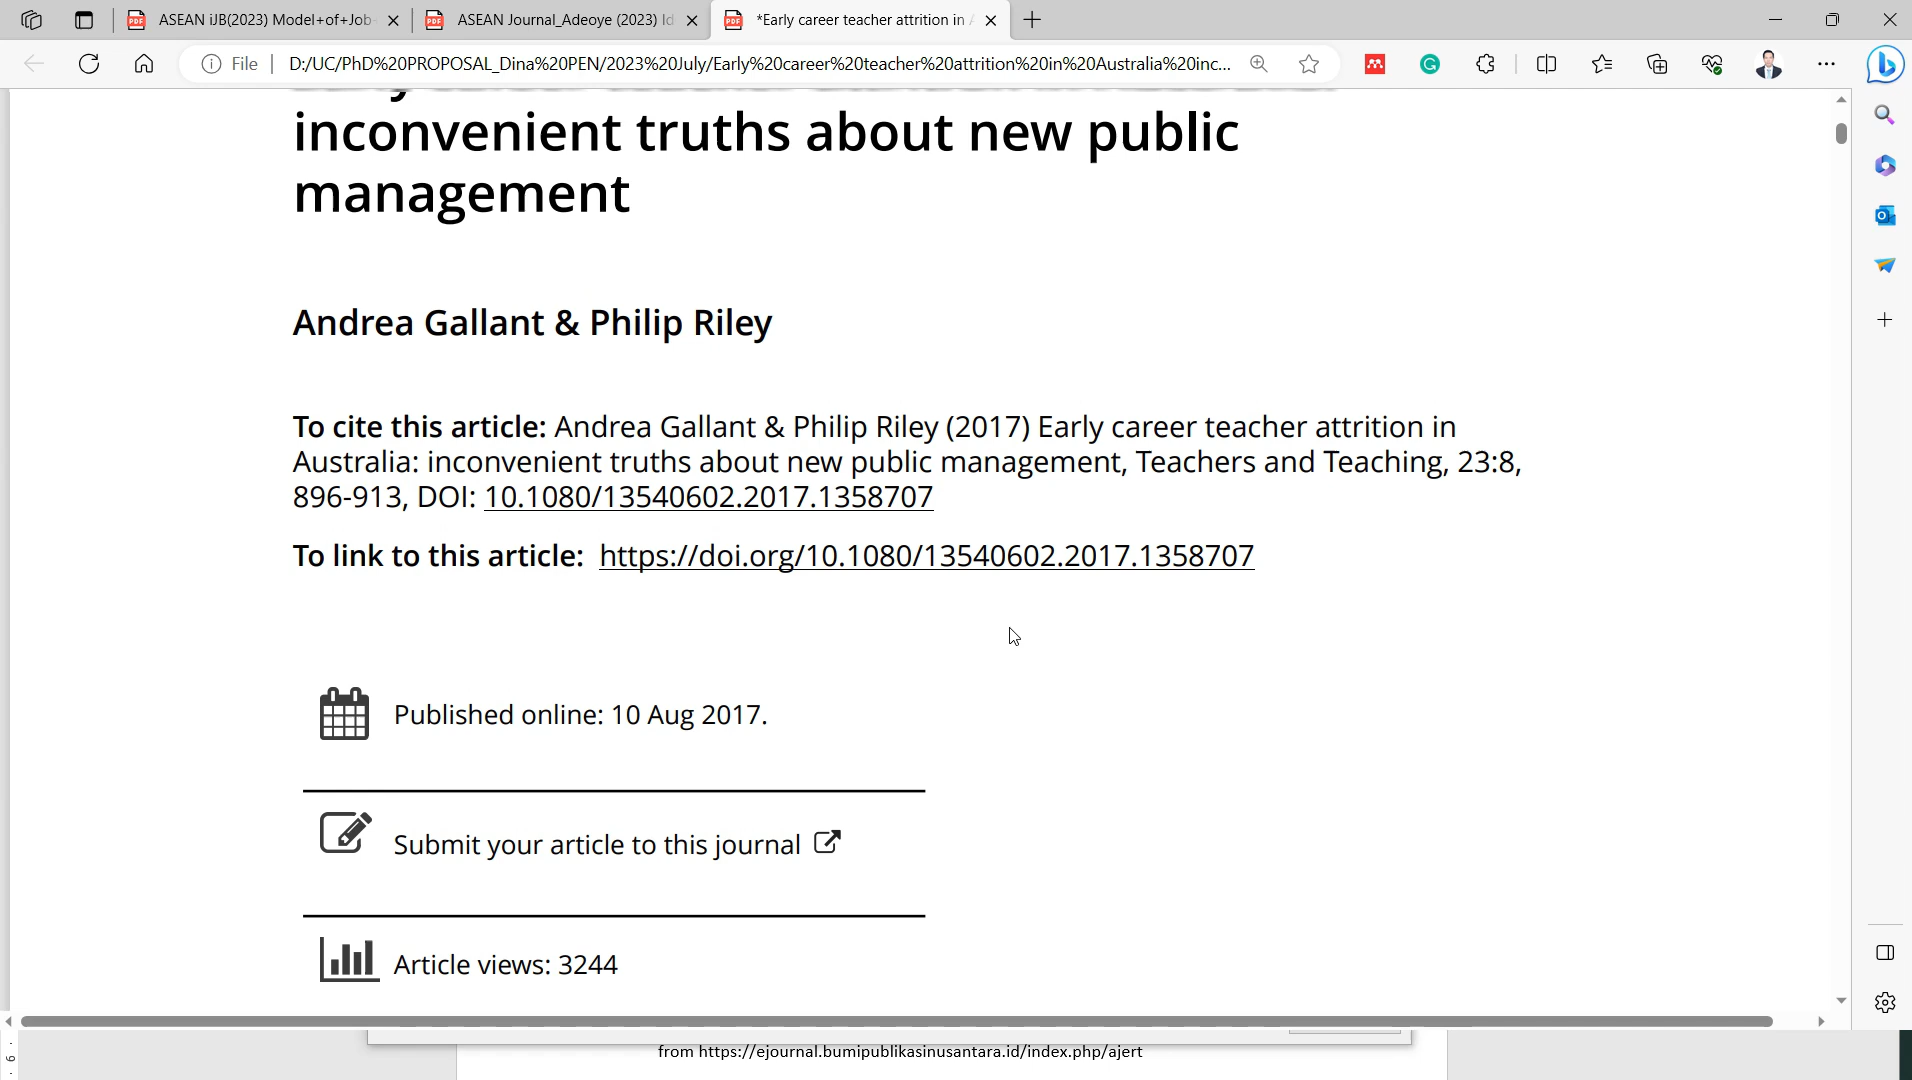 ASEAN iJB(2023) Model+of+Job
ASEAN Journal_Adeoye (2023) Id
*Early career teacher attrition in A
File
D:/UC/PhD%20PROPOSAL_Dina%20PEN/2023%20July/Early%20career%20teacher%20attrition%20in%20Australia%20inc...
inconvenient truths about new public
management
Andrea Gallant & Philip Riley
To cite this article: Andrea Gallant & Philip Riley (2017) Early career teacher attrition in
Australia: inconvenient truths about new public management, Teachers and Teaching, 23:8,
896-913, DOI: 10.1080/13540602.2017.1358707
To link to this article: https://doi.org/10.1080/13540602.2017.1358707
Published online: 10 Aug 2017.
Submit your article to this journal
Article views: 3244
from https://ejournal.bumipublikasinusantara.id/index.php/ajert